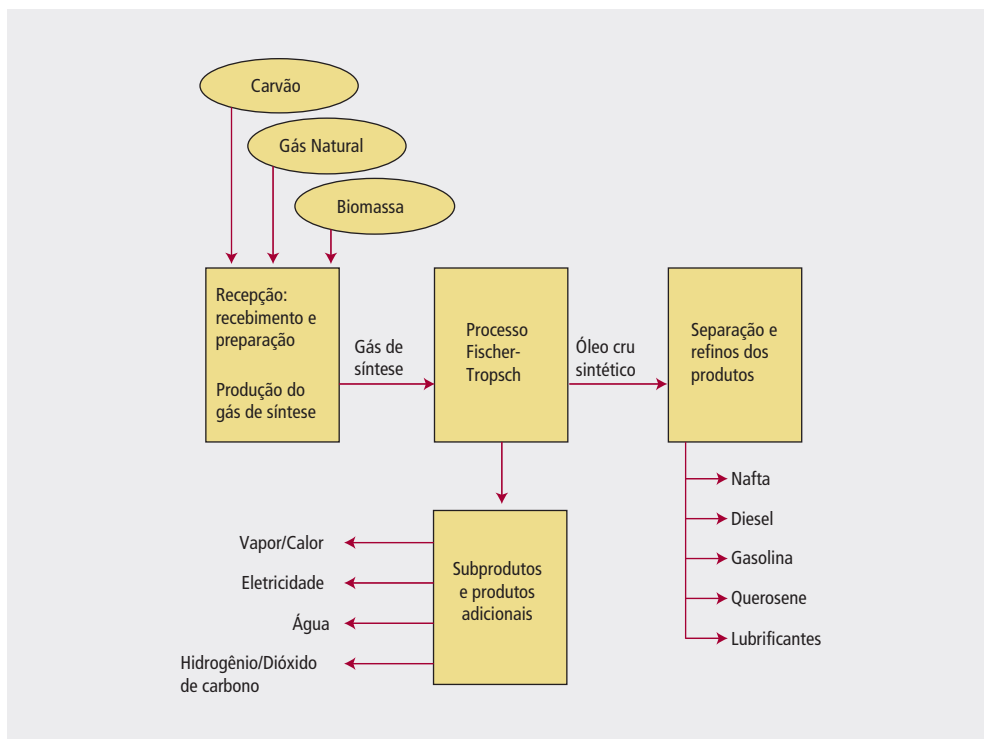 Carvão
Gás Natural
Biomassa
Recepção:
recebimento e
preparação
Produção do
gás de síntese
Gás de
síntese
Processo
Fischer-
Tropsch
Óleo cru
sintético
Separação e
refinos dos
produtos
Nafta
Diesel
Gasolina
Querosene
Lubrificantes
Subprodutos
e produtos
adicionais
Vapor/Calor
Eletricidade
Água
Hidrogênio/Dióxido
de carbono